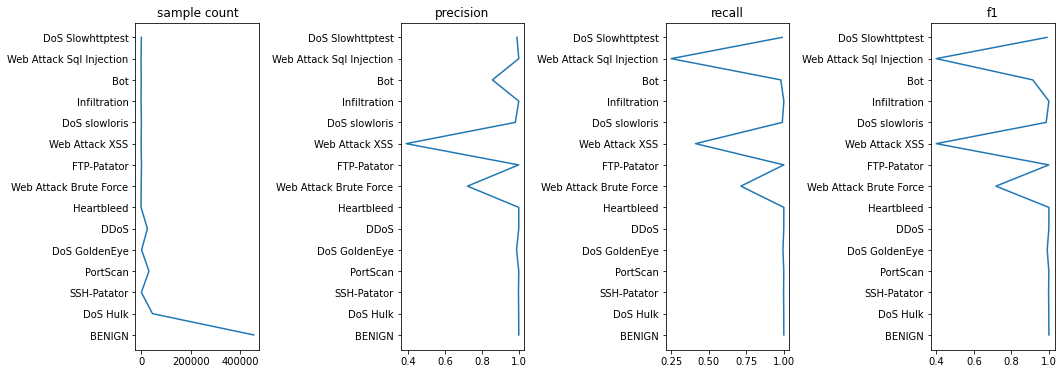 sample count
DoS Slowhttptest
Web Attack Sql Injection
Bot
Infiltration
DoS slowloris
Web Attack XSS
FTP-Patator
Web Attack Brute Force
Heartbleed
DDoS
DoS GoldenEye
PortScan
SSH-Patator
DoS Hulk
BENIGN
0 200000 400000
precision
DoS Slowhttptest
Web Attack Sql Injection
Bot
Infiltration
DoS slowloris
Web Attack XSS
FTP-Patator
Web Attack Brute Force
Heartbleed
DDoS
DoS GoldenEye
PortScan
SSH-Patator
DoS Hulk
BENIGN
0.4 0.6 0.8 1.0
recall
DoS Slowhttptest
Web Attack Sql Injection
Bot
Infiltration
DoS slowloris
Web Attack XSS
FTP-Patator
Web Attack Brute Force
Heartbleed
DDoS
DoS GoldenEye
PortScan
SSH-Patator
DoS Hulk
BENIGN
0.25 0.50 0.75 1.00
f1
DoS Slowhttptest
Web Attack Sql Injection
Bot
Infiltration
DoS slowloris
Web Attack XSS
FTP-Patator
Web Attack Brute Force
Heartbleed
DDoS
DoS GoldenEye
PortScan
SSH-Patator
DoS Hulk
BENIGN
0.4 0.6 0.8 1.0